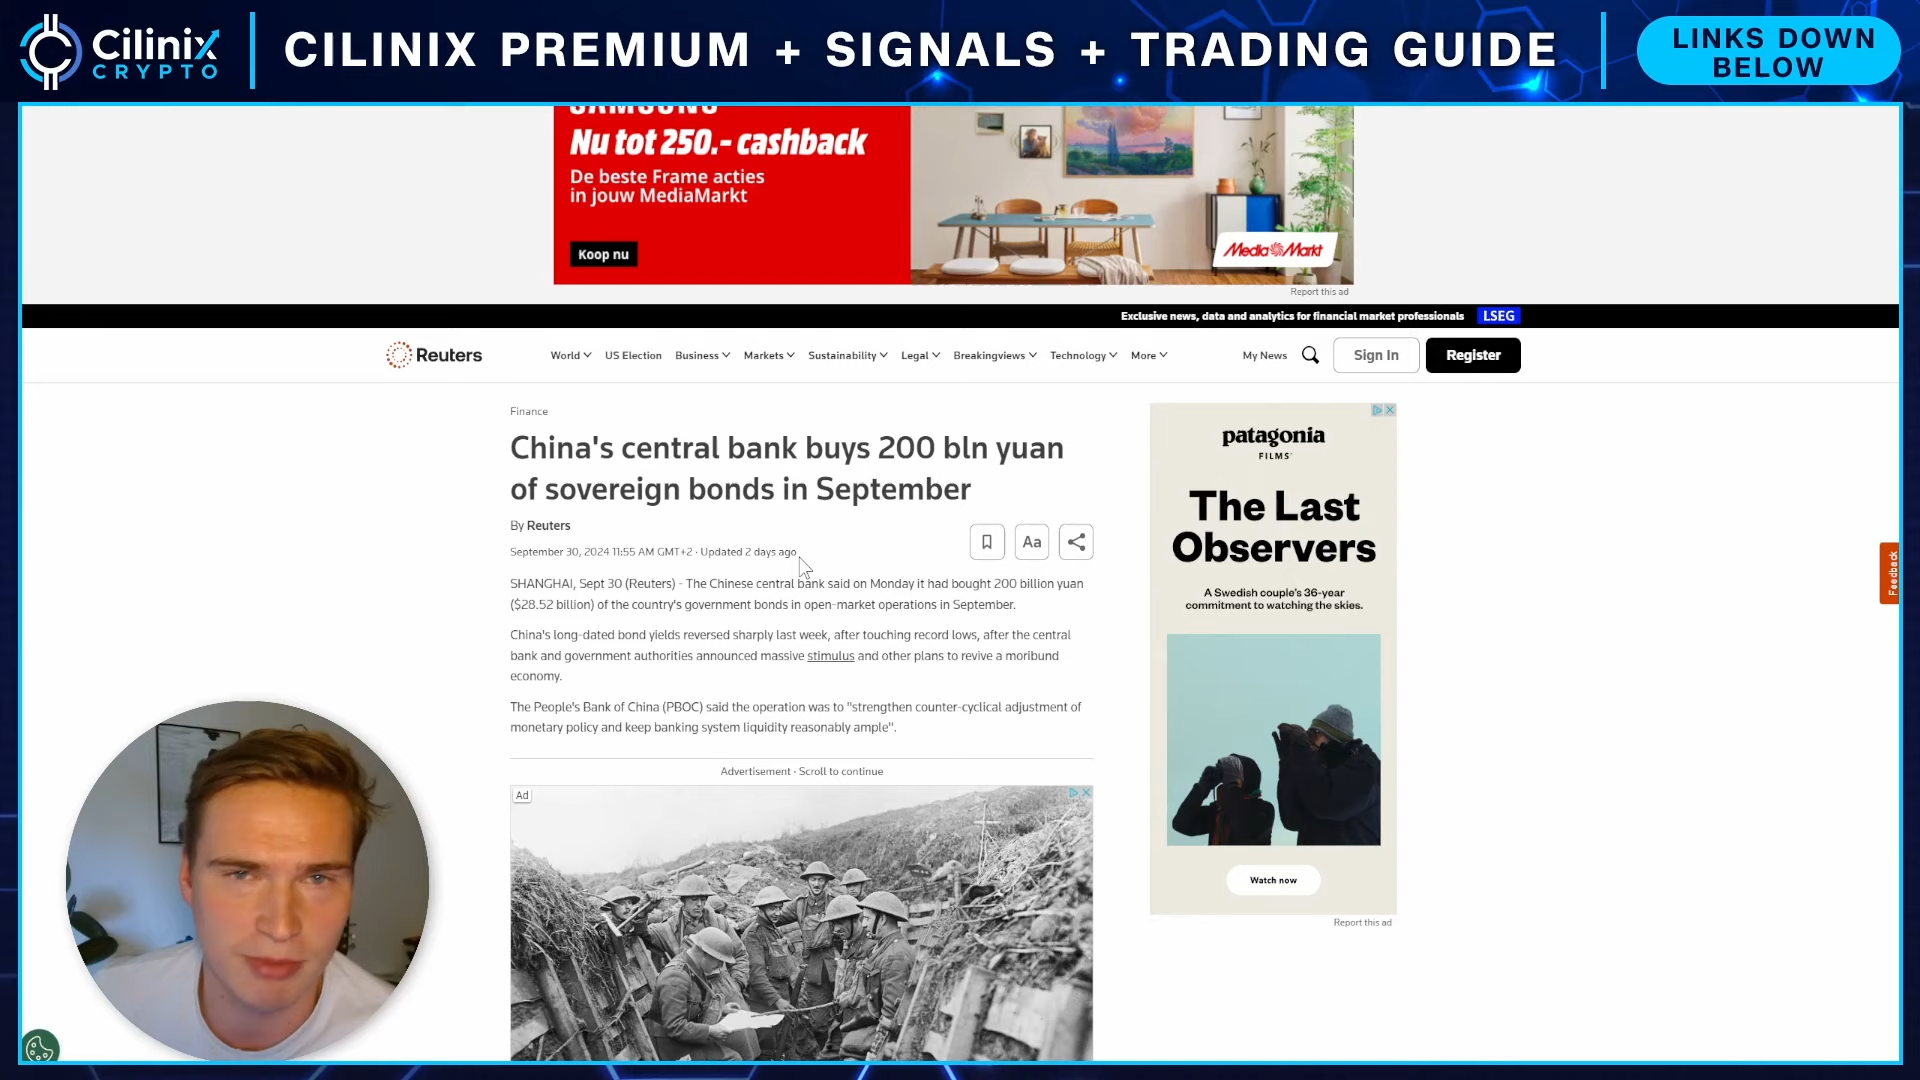 Cilinix
CRYPTO
CILINIX PREMIUM + SIGNALS + TRADING GUIDE
LINKS DOWN
BELOW
SAMSUNG
Nu tot 250.- cashback
De beste Frame acties
in jouw MediaMarkt
Koop nu
MediaMarkt
Report this ad
Exclusive news, data and analytics for financial market professionals LSEG
Reuters
World US Election Business Markets Sustainability Legal Breakingviews Technology More
My News Sign In Register
Finance
China's central bank buys 200 bln yuan
of sovereign bonds in September
By Reuters
September 30, 2024 11:55 AM GMT+2 · Updated 2 days ago
Aa
SHANGHAI, Sept 30 (Reuters) - The Chinese central bank said on Monday it had bought 200 billion yuan
($28.52 billion) of the country's government bonds in open-market operations in September.
China's long-dated bond yields reversed sharply last week, after touching record lows, after the central
bank and government authorities announced massive stimulus and other plans to revive a moribund
economy.
The People's Bank of China (PBOC) said the operation was to "strengthen counter-cyclical adjustment of
monetary policy and keep banking system liquidity reasonably ample".
Advertisement · Scroll to continue
Ad
patagonia
FILMS
The Last
Observers
A Swedish couple's 36-year
commitment to watching the skies.
Watch now
Report this ad
Feedback